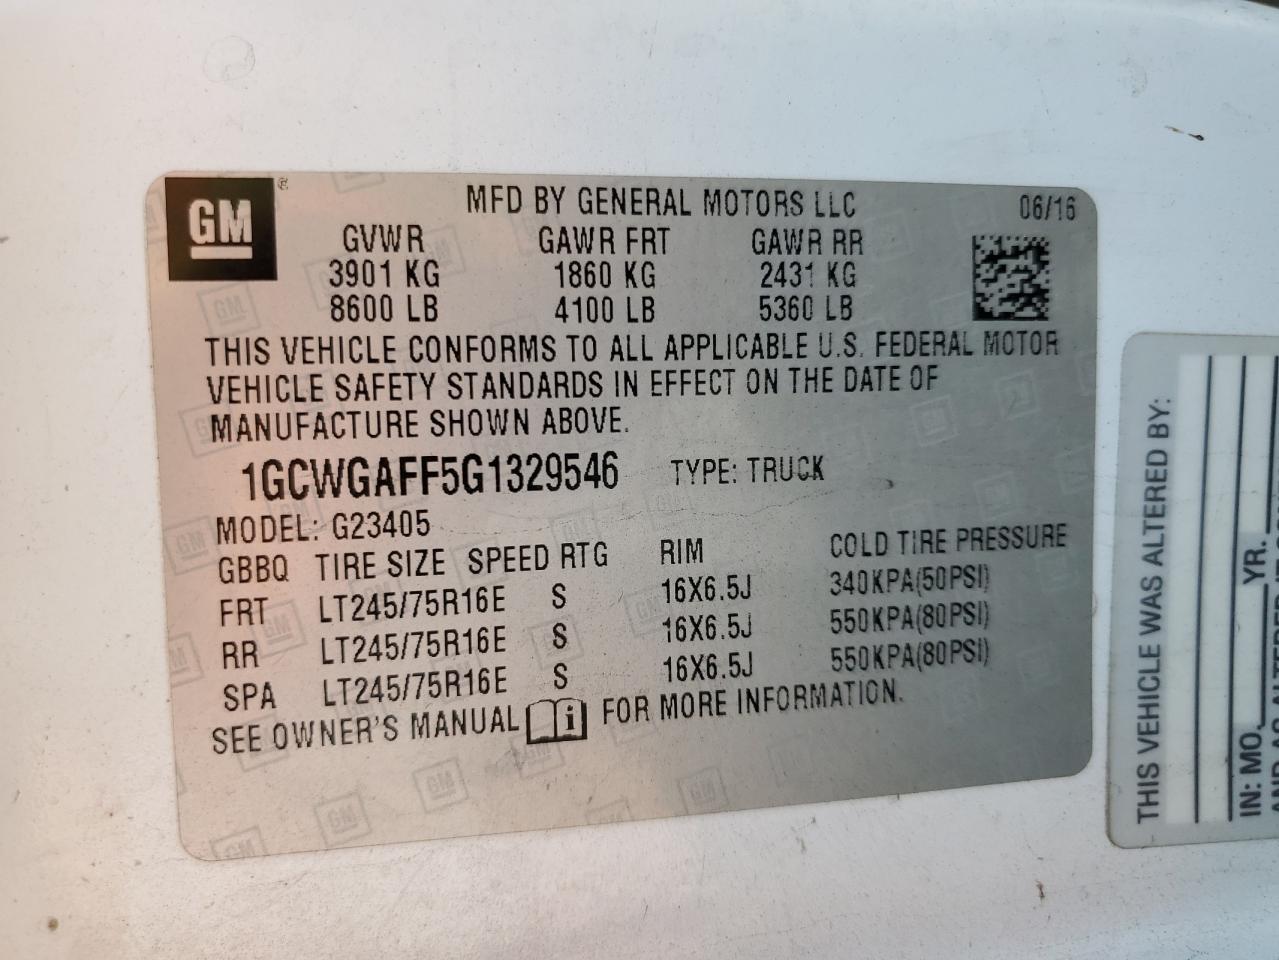 GM ®
MFD BY GENERAL MOTORS LLC 06/16
GVWR GAWR FRT GAWR RR
3901 KG 1860 KG 2431 KG
8600 LB 4100 LB 5360 LB
THIS VEHICLE CONFORMS TO ALL APPLICABLE U.S. FEDERAL MOTOR
VEHICLE SAFETY STANDARDS IN EFFECT ON THE DATE OF
MANUFACTURE SHOWN ABOVE.
1GCWGAFF5G1329546 TYPE: TRUCK
MODEL: G23405
GBBQ TIRE SIZE SPEED RTG RIM COLD TIRE PRESSURE
FRT LT245/75R16E S 16X6.5J 340KPA(50PSI)
RR LT245/75R16E S 16X6.5J 550KPA(80PSI)
SPA LT245/75R16E S 16X6.5J 550KPA(80PSI)
SEE OWNER'S MANUAL i FOR MORE INFORMATION.
THIS VEHICLE WAS ALTERED BY:
IN: MO. YR.